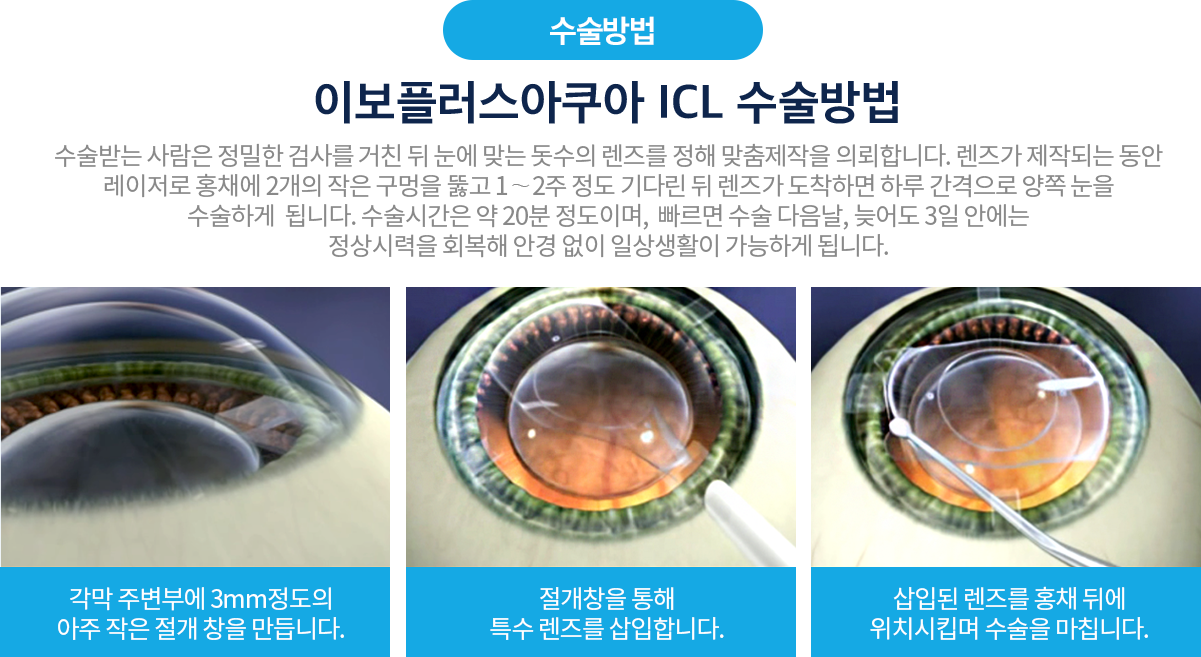 수술방법
이보플러스아쿠아 ICL 수술방법
수술받는 사람은 정밀한 검사를 거친 뒤 눈에 맞는 돗수의 렌즈를 정해 맞춤제작을 의뢰합니다. 렌즈가 제작되는 동안
레이저로 홍채에 2개의 작은 구멍을 뚫고 1 ~ 2주 정도 기다린 뒤 렌즈가 도착하면 하루 간격으로 양쪽 눈을
수술하게 됩니다. 수술시간은 약 20분 정도이며, 빠르면 수술 다음날, 늦어도 3일 안에는
정상시력을 회복해 안경 없이 일상생활이 가능하게 됩니다.
각막 주변부에 3mm정도의
아주 작은 절개 창을 만듭니다.
절개창을 통해
특수 렌즈를 삽입합니다.
삽입된 렌즈를 홍채 뒤에
위치시킵며 수술을 마칩니다.